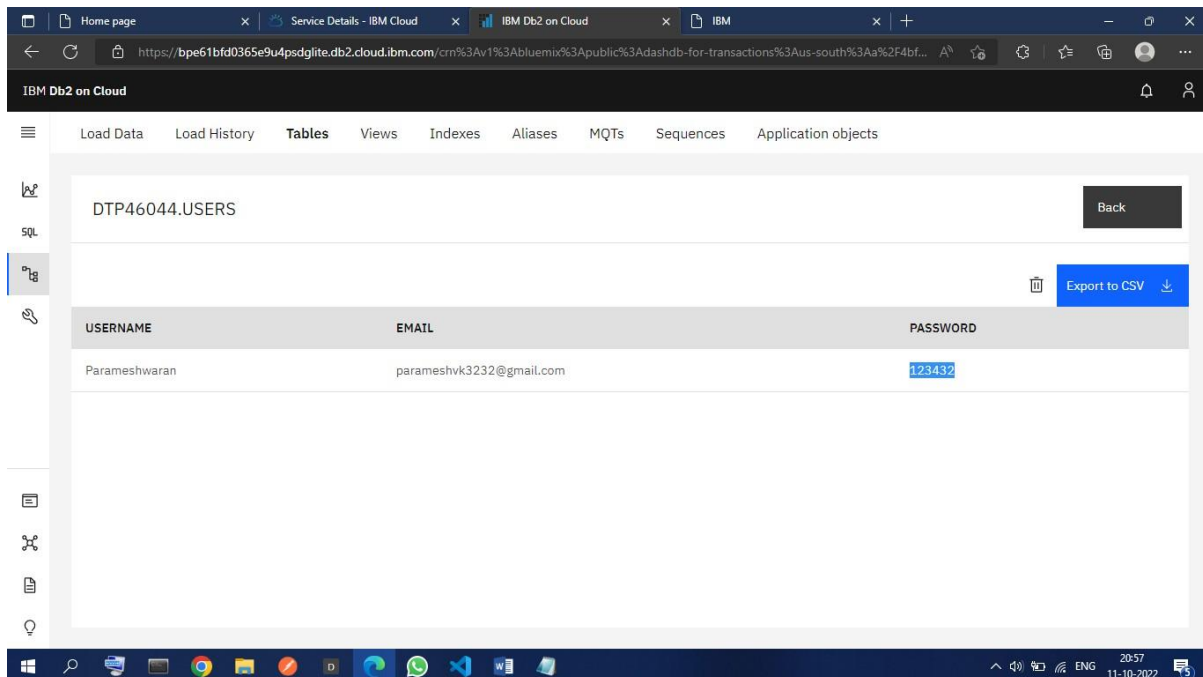 Home page
Service Details - IBM Cloud
IBM Db2 on Cloud
IBM
https://bpe61bfd0365e9u4psdglite.db2.cloud.ibm.com/crn%3Av1%3Abluemix%3Apublic%3Adashdb-for-transactions%3Aus-south%3Aa%2F4bf...
IBM Db2 on Cloud
Load Data Load History Tables Views Indexes Aliases MQTs Sequences Application objects
DTP46044.USERS
Back
SQL
Export to CSV
USERNAME EMAIL PASSWORD
Parameshwaran parameshvk3232@gmail.com 123432
ENG
20:57
11-10-2022